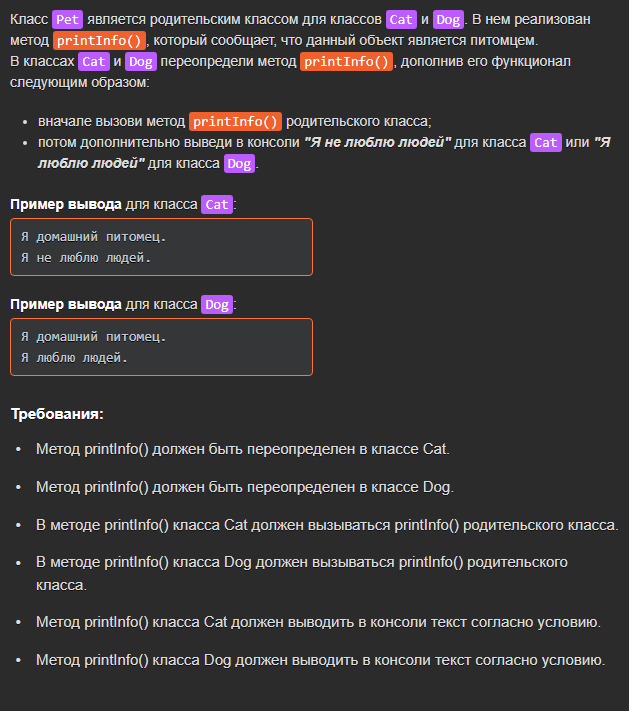 Класс Pet является родительским классом для классов Cat и Dog. В нем реализован
метод printInfo(), который сообщает, что данный объект является питомцем.
В классах Cat и Dog переопредели метод printInfo(), дополнив его функционал
следующим образом:
• вначале вызови метод printInfo() родительского класса;
• потом дополнительно выведи в консоли "Я не люблю людей" для класса Cat или "Я
люблю людей" для класса Dog.
Пример вывода для класса Cat:
Я домашний питомец.
Я не люблю людей.
Пример вывода для класса Dog:
Я домашний питомец.
Я люблю людей.
Требования:
• Метод printInfo() должен быть переопределен в классе Cat.
• Метод printInfo() должен быть переопределен в классе Dog.
• В методе printInfo() класса Cat должен вызываться printInfo() родительского класса.
• В методе printInfo() класса Dog должен вызываться printInfo() родительского
класса.
• Метод printInfo() класса Cat должен выводить в консоли текст согласно условию.
• Метод printInfo() класса Dog должен выводить в консоли текст согласно условию.